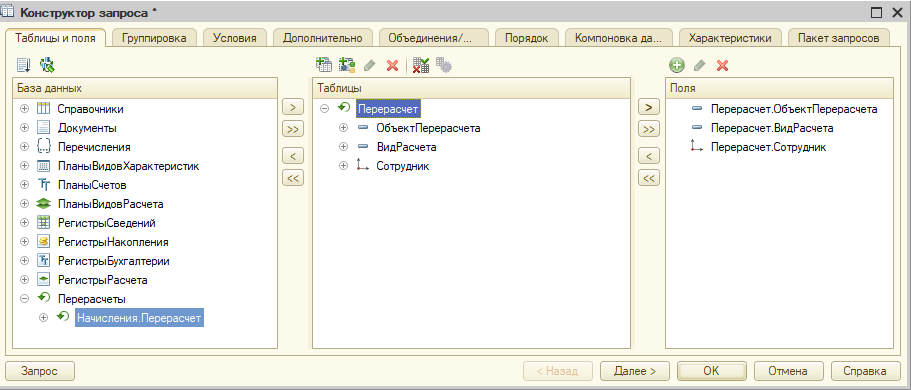 Конструктор запроса *
Таблицы и поля
Группировка
Условия
Дополнительно
Объединения/...
Порядок
Компоновка да...
Характеристики
Пакет запросов
База данных
Справочники
Документы
Перечисления
ПланыВидовХарактеристик
ПланыСчетов
ПланыВидовРасчета
РегистрыСведений
РегистрыНакопления
РегистрыБухгалтерии
РегистрыРасчета
Перерасчеты
Начисления.Перерасчет
>
>>
<
<<
Таблицы
Перерасчет
ОбъектПерерасчета
ВидРасчета
Сотрудник
>
>>
<
<<
Поля
Перерасчет.ОбъектПерерасчета
Перерасчет.ВидРасчета
Перерасчет.Сотрудник
Запрос
< Назад
Далее >
OK
Отмена
Справка